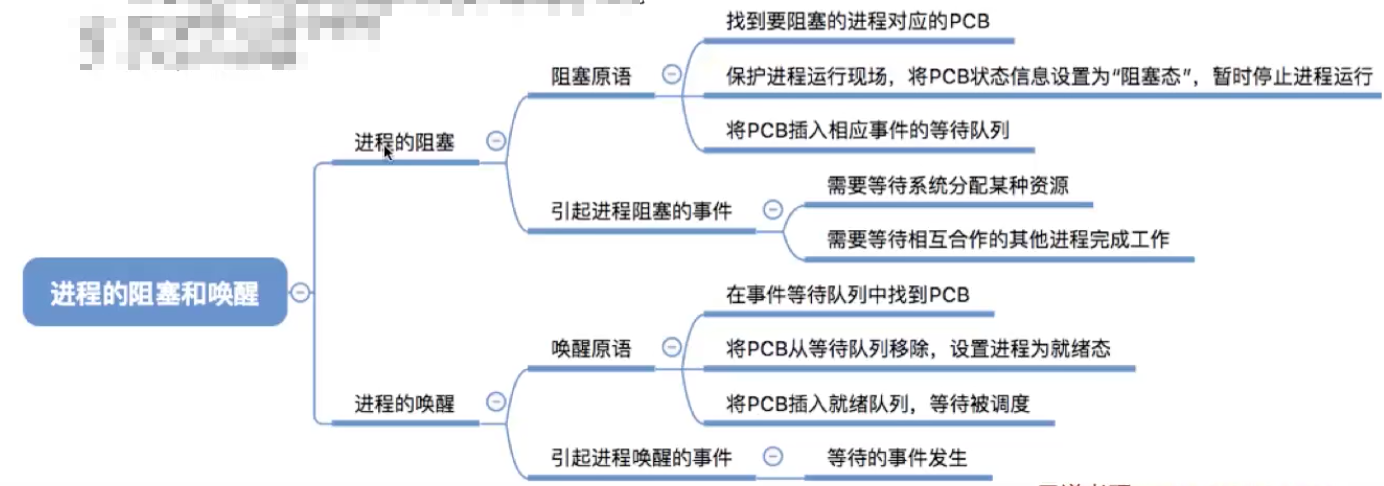 找到要阻塞的进程对应的PCB
阻塞原语
保护进程运行现场，将PCB状态信息设置为“阻塞态”，暂时停止进程运行
进程的阻塞
将PCB插入相应事件的等待队列
引起进程阻塞的事件
需要等待系统分配某种资源
需要等待相互合作的其他进程完成工作
进程的阻塞和唤醒
在事件等待队列中找到PCB
唤醒原语
将PCB从等待队列移除，设置进程为就绪态
进程的唤醒
将PCB插入就绪队列，等待被调度
引起进程唤醒的事件
等待的事件发生